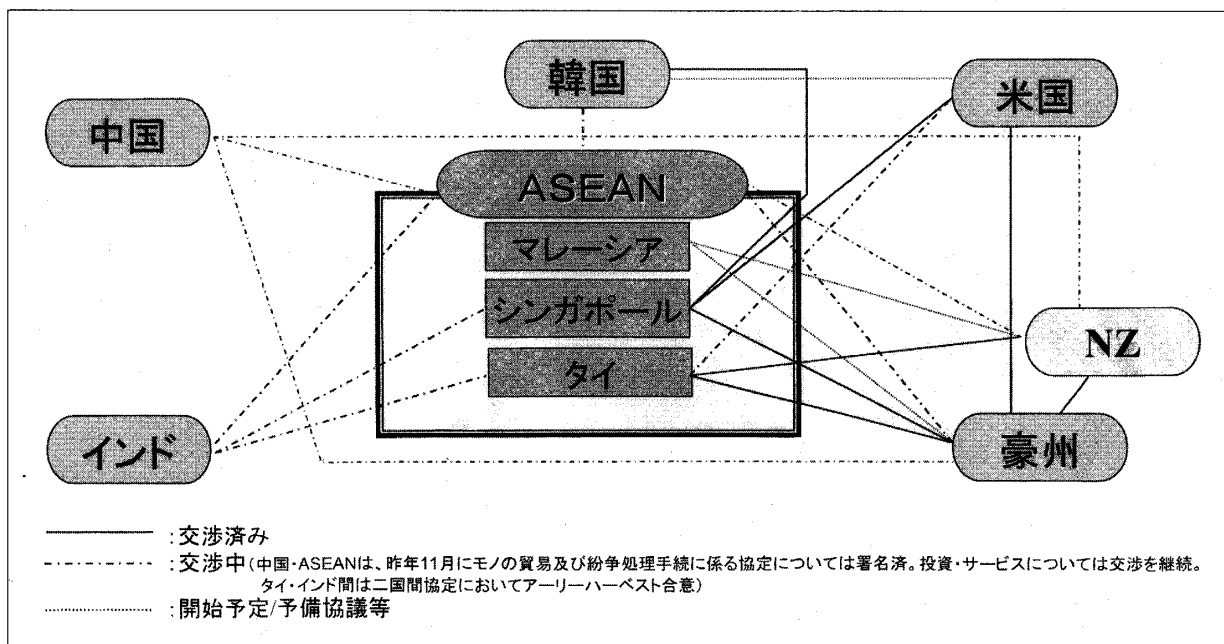 韓国
米国
中国
ASEAN
マレーシア
シンガポール
NZ
タイ
インド
豪州
:交渉済み
:交渉中(中国・ASEANは、昨年11月にモノの貿易及び紛争処理手続に係る協定については署名済。投資・サービスについては交渉を継続。
タイ・インド間は二国間協定においてアーリーハーベスト合意)
:開始予定/予備協議等